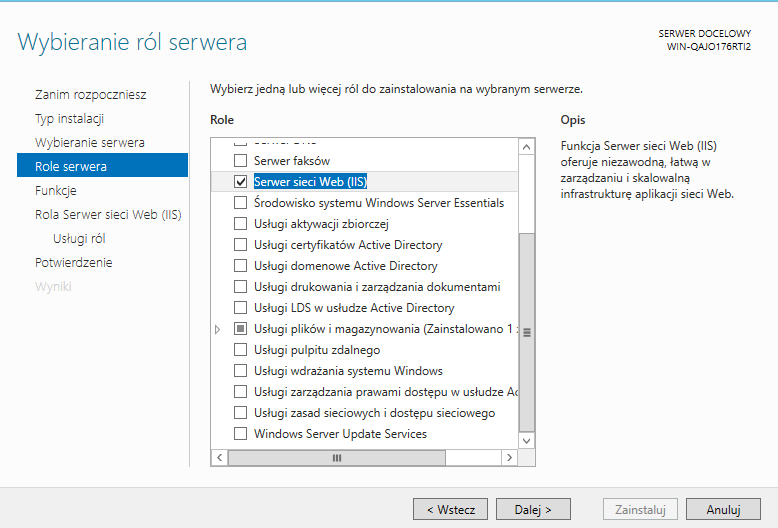 Wybieranie ról serwera
SERWER DOCELOWY
WIN-QAJO176RTI2
Zanim rozpoczniesz
Typ instalacji
Wybieranie serwera
Role serwera
Funkcje
Rola Serwer sieci Web (IIS)
Usługi ról
Potwierdzenie
Wyniki
Wybierz jedną lub więcej ról do zainstalowania na wybranym serwerze.
Role
Serwer faksów
Serwer sieci Web (IIS)
Środowisko systemu Windows Server Essentials
Usługi aktywacji zbiorczej
Usługi certyfikatów Active Directory
Usługi domenowe Active Directory
Usługi drukowania i zarządzania dokumentami
Usługi LDS w usłudze Active Directory
Usługi plików i magazynowania (Zainstalowano 1 z
Usługi pulpitu zdalnego
Usługi wdrażania systemu Windows
Usługi zarządzania prawami dostępu w usłudze Ac
Usługi zasad sieciowych i dostępu sieciowego
Windows Server Update Services
Opis
Funkcja Serwer sieci Web (IIS)
oferuje niezawodną, łatwą w
zarządzaniu i skalowalną
infrastrukturę aplikacji sieci Web.
< Wstecz
Dalej >
Zainstaluj
Anuluj